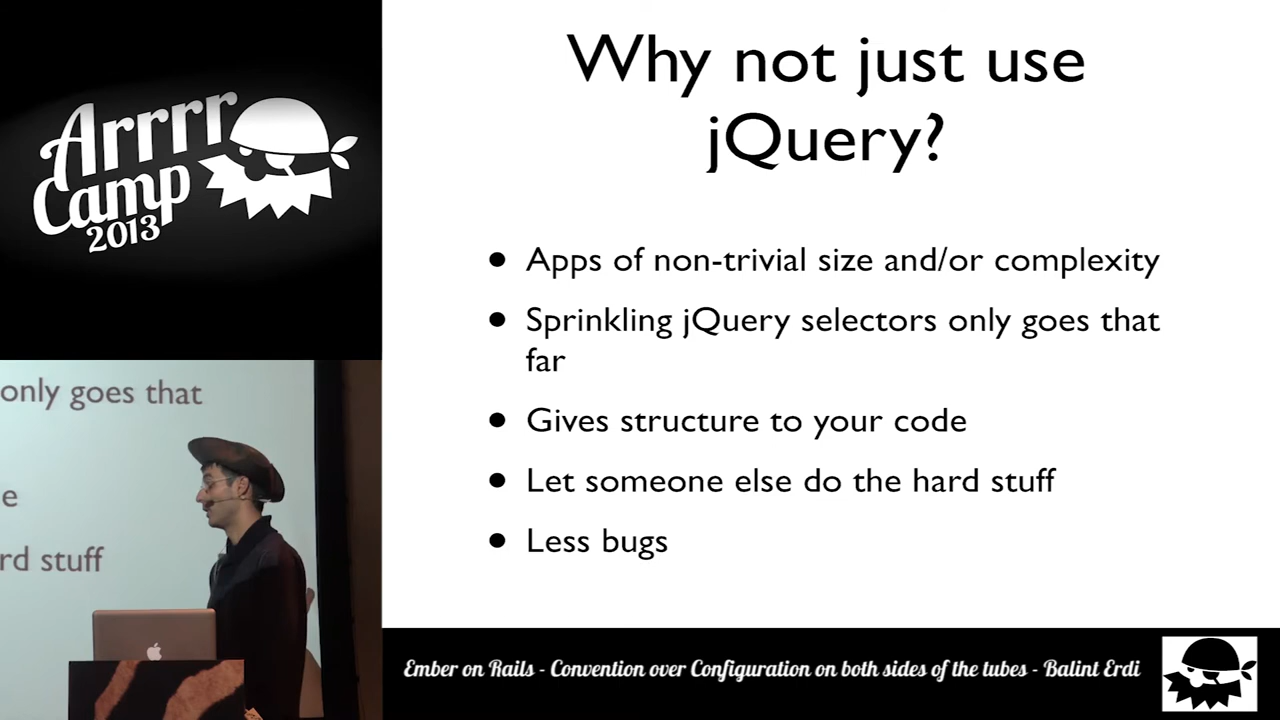 Arrrr
Camp
2013
Why not just use
jQuery?
• Apps of non-trivial size and/or complexity
• Sprinkling jQuery selectors only goes that
far
• Gives structure to your code
• Let someone else do the hard stuff
• Less bugs
only goes that
e
rd stuff
Ember on Rails - Convention over Configuration on both sides of the tubes - Balint Erdi